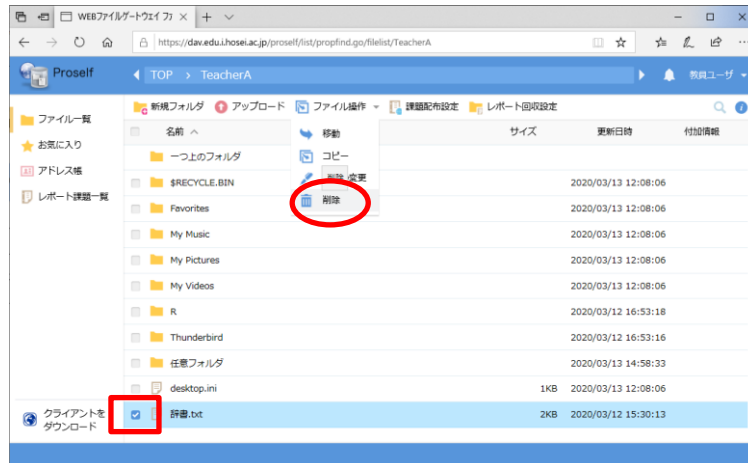 WEBファイルゲートウェイ ファ
https://dav.edu.i.hosei.ac.jp/proself/list/propfind.go/filelist/TeacherA
Proself
TOP > TeacherA
教員ユーザ
ファイル一覧
お気に入り
アドレス帳
レポート課題一覧
新規フォルダ アップロード ファイル操作 課題配布設定 レポート回収設定
移動
コピー
変更
削除
削除
名前 サイズ 更新日時 付加情報
一つ上のフォルダ
$RECYCLE.BIN 2020/03/13 12:08:06
Favorites 2020/03/13 12:08:06
My Music 2020/03/13 12:08:06
My Pictures 2020/03/13 12:08:06
My Videos 2020/03/13 12:08:06
R 2020/03/12 16:53:18
Thunderbird 2020/03/12 16:53:16
任意フォルダ 2020/03/13 14:58:33
desktop.ini 1KB 2020/03/13 12:08:06
辞書.txt 2KB 2020/03/12 15:30:13
クライアントを
ダウンロード